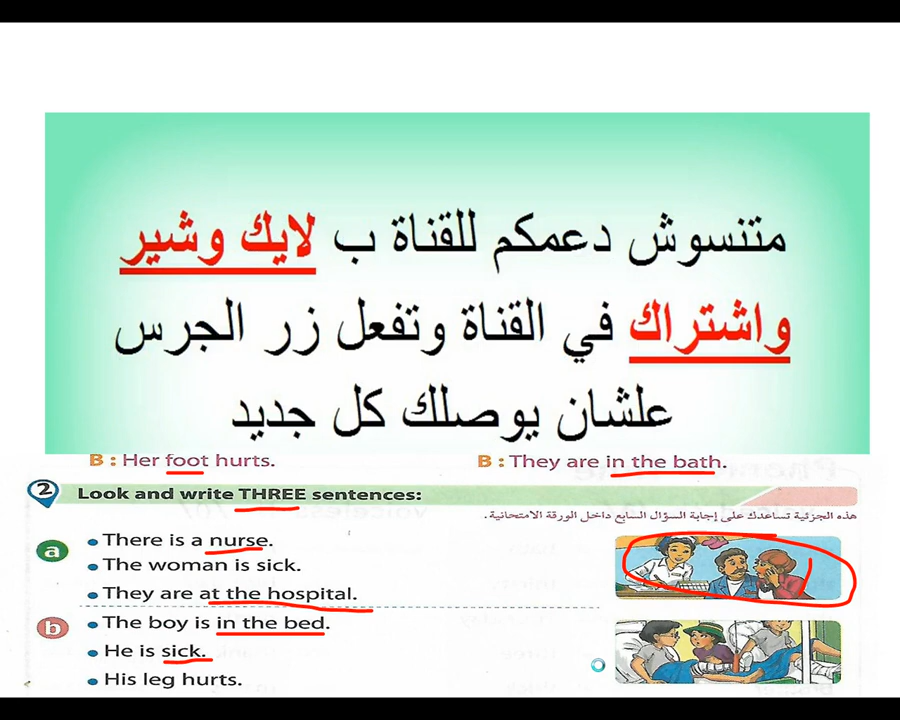 متنسوش دعمكم للقناة ب لايك وشير
واشتراك في القناة وتفعل زر الجرس
علشان يوصلك كل جديد
B : Her foot hurts.
B : They are in the bath.
2 Look and write THREE sentences:
هذه الجزئية تساعدك على إجابة السؤال السابع داخل الورقة الامتحانية.
a
• There is a nurse.
• The woman is sick.
• They are at the hospital.
b
• The boy is in the bed.
• He is sick.
• His leg hurts.